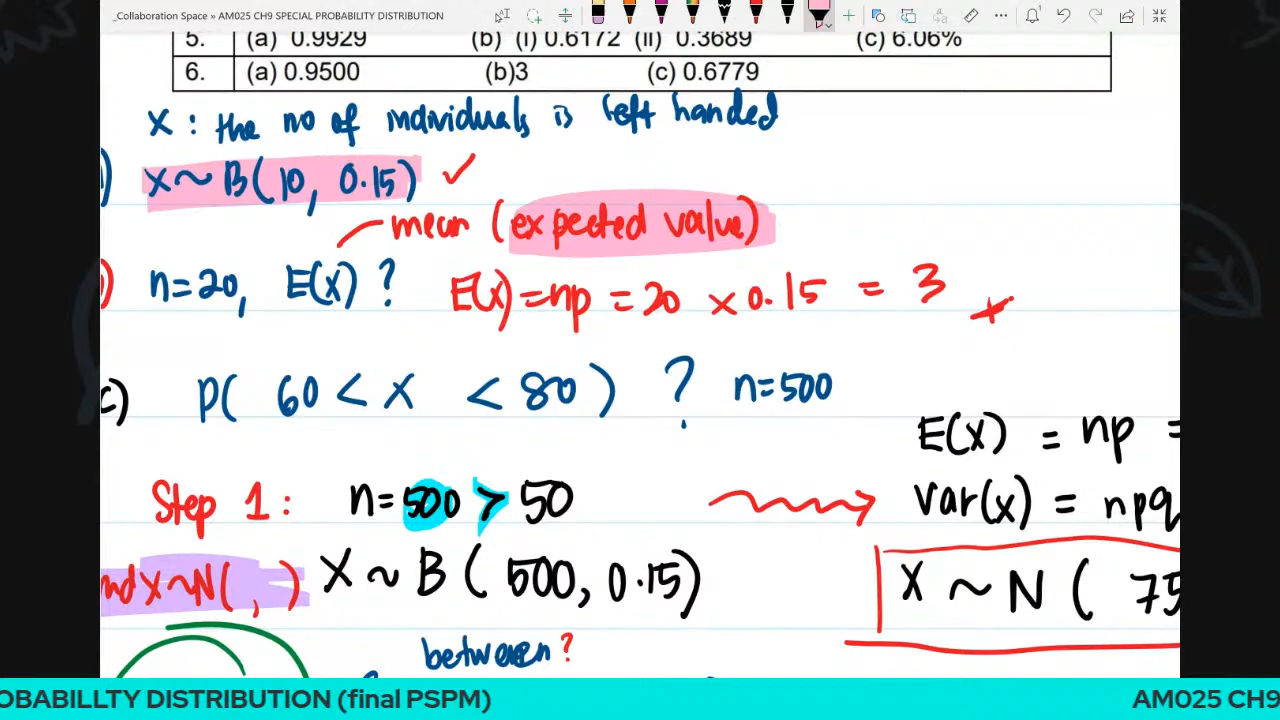 _Collaboration Space » AM025 CH9 SPECIAL PROBABILITY DISTRIBUTION
5. (a) 0.9929 (b) (i) 0.6172 (ii) 0.3689 (c) 6.06%
6. (a) 0.9500 (b)3 (c) 0.6779
X : the no of individuals is left handed
) X ~ B( 10, 0.15) ✓
mean (expected value)
) n=20, E(x) ? E(x) = np = 20 × 0.15 = 3
c) P( 60 < X < 80 ) ? n=500
E(X) = np =
Step 1 : n= 500 > 50
var(x) = npq
nd X~N( , ) X ~ B ( 500, 0.15)
X ~ N ( 75
between ?
OBABILLTY DISTRIBUTION (final PSPM) AM025 CH9